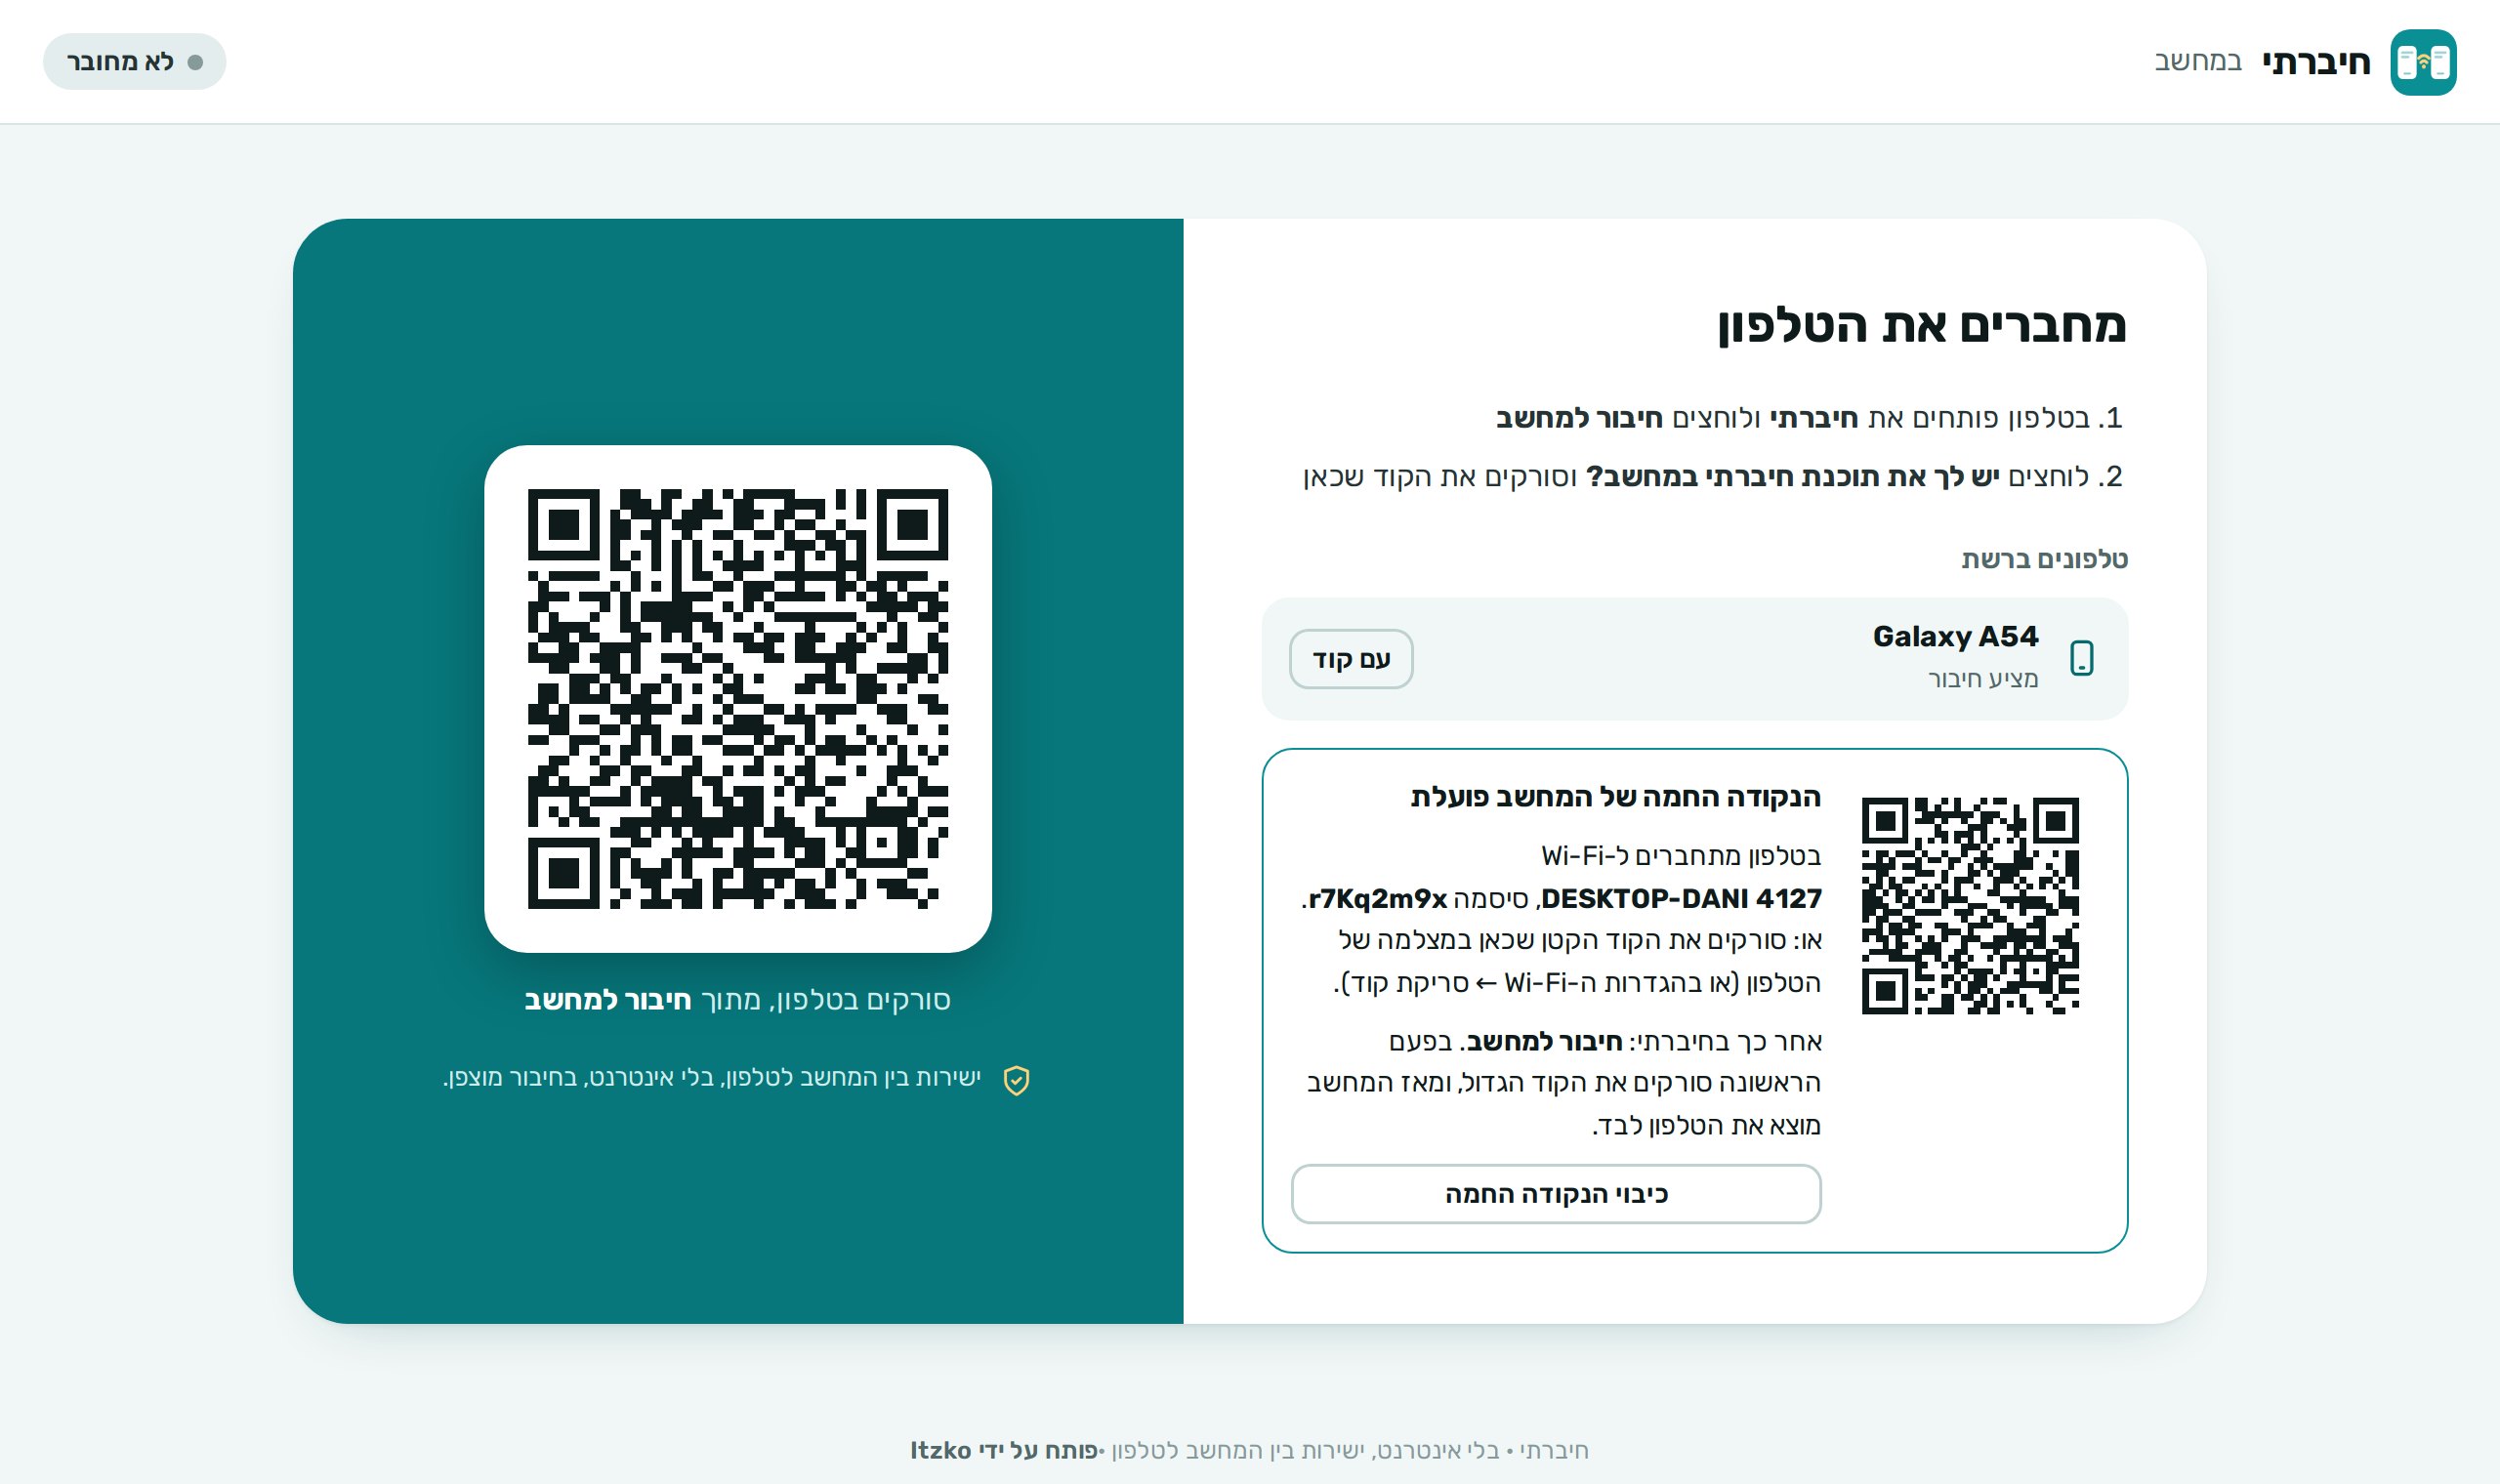 חיברתי במחשב
לא מחובר
מחברים את הטלפון
1. בטלפון פותחים את חיברתי ולוחצים חיבור למחשב
2. לוחצים יש לך את תוכנת חיברתי במחשב? וסורקים את הקוד שכאן
טלפונים ברשת
Galaxy A54
מציע חיבור
עם קוד
הנקודה החמה של המחשב פועלת
בטלפון מתחברים ל-Wi-Fi
DESKTOP-DANI 4127, סיסמה r7Kq2m9x.
או: סורקים את הקוד הקטן שכאן במצלמה של
הטלפון (או בהגדרות ה-Wi-Fi ← סריקת קוד).
אחר כך בחיברתי: חיבור למחשב. בפעם
הראשונה סורקים את הקוד הגדול, ומאז המחשב
מוצא את הטלפון לבד.
כיבוי הנקודה החמה
סורקים בטלפון, מתוך חיבור למחשב
ישירות בין המחשב לטלפון, בלי אינטרנט, בחיבור מוצפן.
חיברתי • בלי אינטרנט, ישירות בין המחשב לטלפון •פותח על ידי Itzko